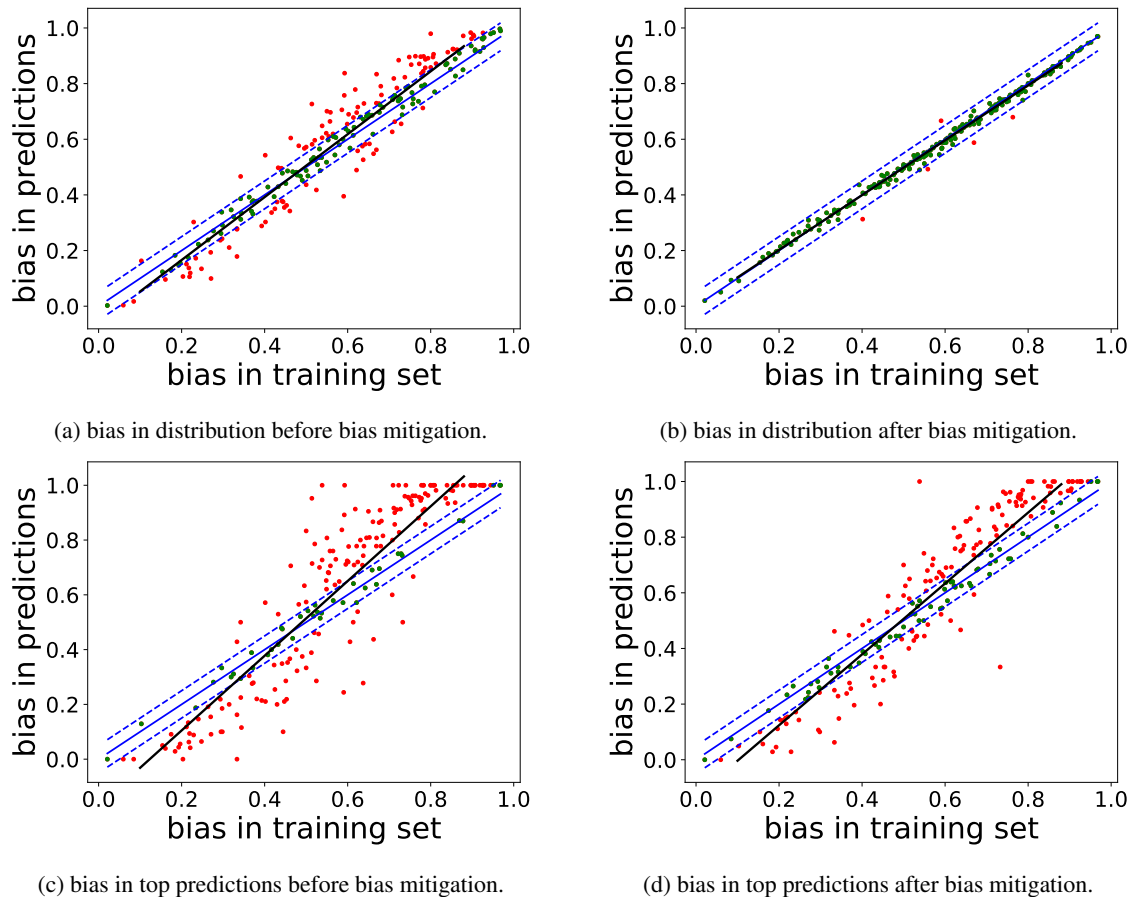 1.0
0.8
0.6
0.4
0.2
0.0
bias in predictions
0.0 0.2 0.4 0.6 0.8 1.0
bias in training set
(a) bias in distribution before bias mitigation.
1.0
0.8
0.6
0.4
0.2
0.0
bias in predictions
0.0 0.2 0.4 0.6 0.8 1.0
bias in training set
(b) bias in distribution after bias mitigation.
1.0
0.8
0.6
0.4
0.2
0.0
bias in predictions
0.0 0.2 0.4 0.6 0.8 1.0
bias in training set
(c) bias in top predictions before bias mitigation.
1.0
0.8
0.6
0.4
0.2
0.0
bias in predictions
0.0 0.2 0.4 0.6 0.8 1.0
bias in training set
(d) bias in top predictions after bias mitigation.